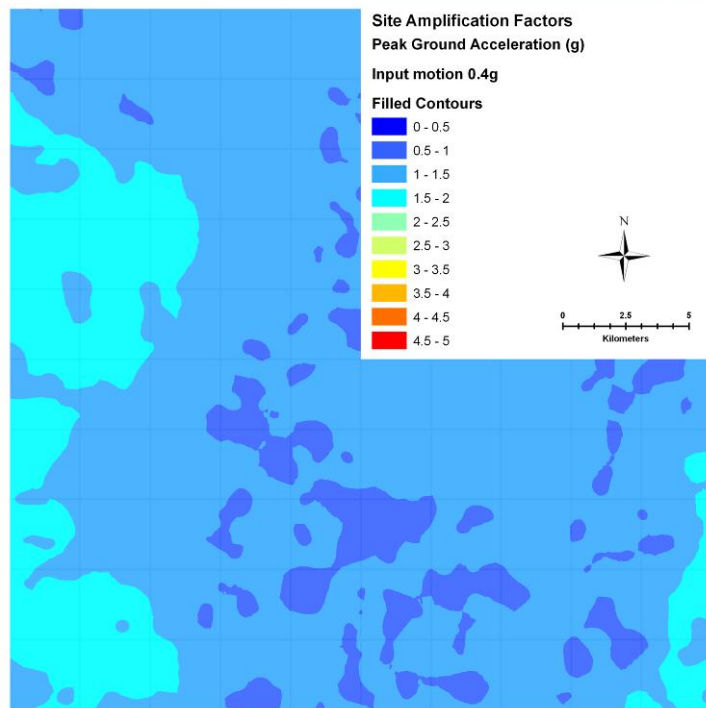 Site Amplification Factors
Peak Ground Acceleration (g)
Input motion 0.4g
Filled Contours
0 - 0.5
0.5 - 1
1 - 1.5
1.5 - 2
2 - 2.5
2.5 - 3
3 - 3.5
3.5 - 4
4 - 4.5
4.5 - 5
N
0 2.5 5
Kilometers